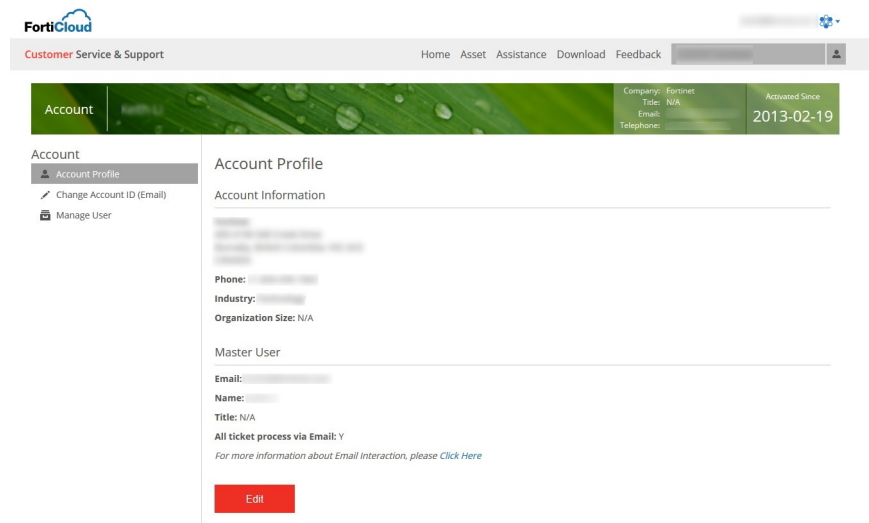 FortiCloud
Customer Service & Support
Home Asset Assistance Download Feedback
Account
Company: Fortinet
Title: N/A
Email:
Telephone:
Activated Since
2013-02-19
Account
Account Profile
Change Account ID (Email)
Manage User
Account Profile
Account Information
Phone:
Industry:
Organization Size: N/A
Master User
Email:
Name:
Title: N/A
All ticket process via Email: Y
For more information about Email Interaction, please Click Here
Edit